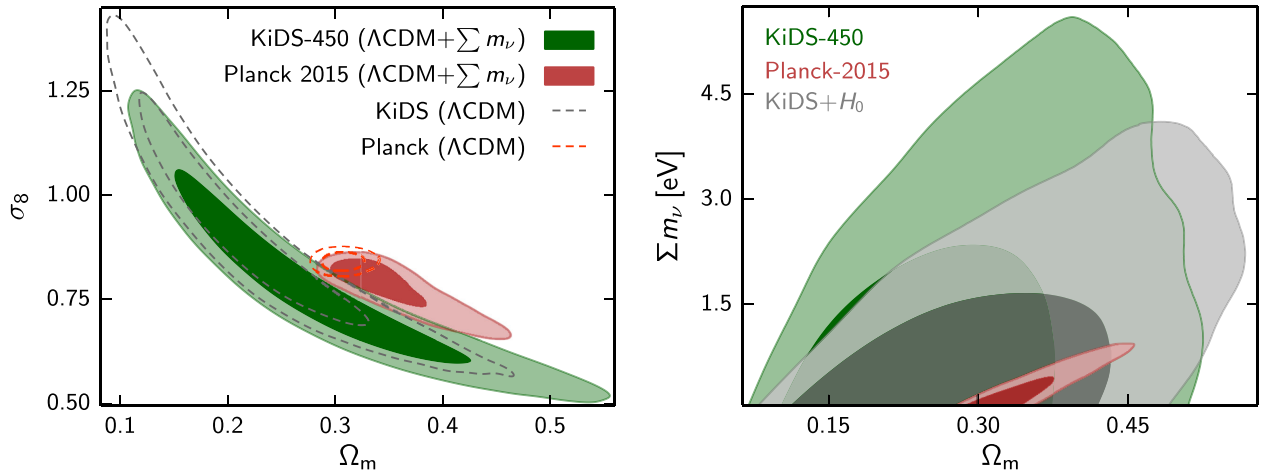 KiDS-450 (ΛCDM+∑ mν)
Planck 2015 (ΛCDM+∑ mν)
KiDS (ΛCDM)
Planck (ΛCDM)
1.25
1.00
0.75
0.50
σ8
0.1 0.2 0.3 0.4 0.5
Ωm
KiDS-450
Planck-2015
KiDS+H0
4.5
3.0
1.5
∑ mν [eV]
0.15 0.30 0.45
Ωm